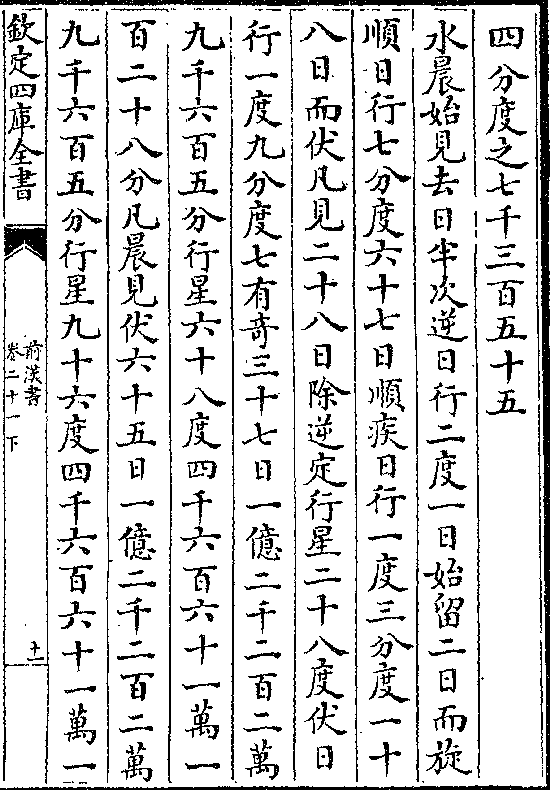 四分度之七千三百五十五
水晨始見去日半次逆日行二度一日始留二日而旋
順日行七分度六十七日順疾日行一度三分度一十
八日而伏凡見二十八日除逆定行星二十八度伏日
行一度九分度七有奇三十七日一億二千二百二萬
九千六百五分行星六十八度四千六百六十一萬一
百二十八分凡晨見伏六十五日一億二千二百二萬
九千六百五分行星九十六度四千六百六十一萬一
欽定四庫全書
前漢書
卷二十一下
十一